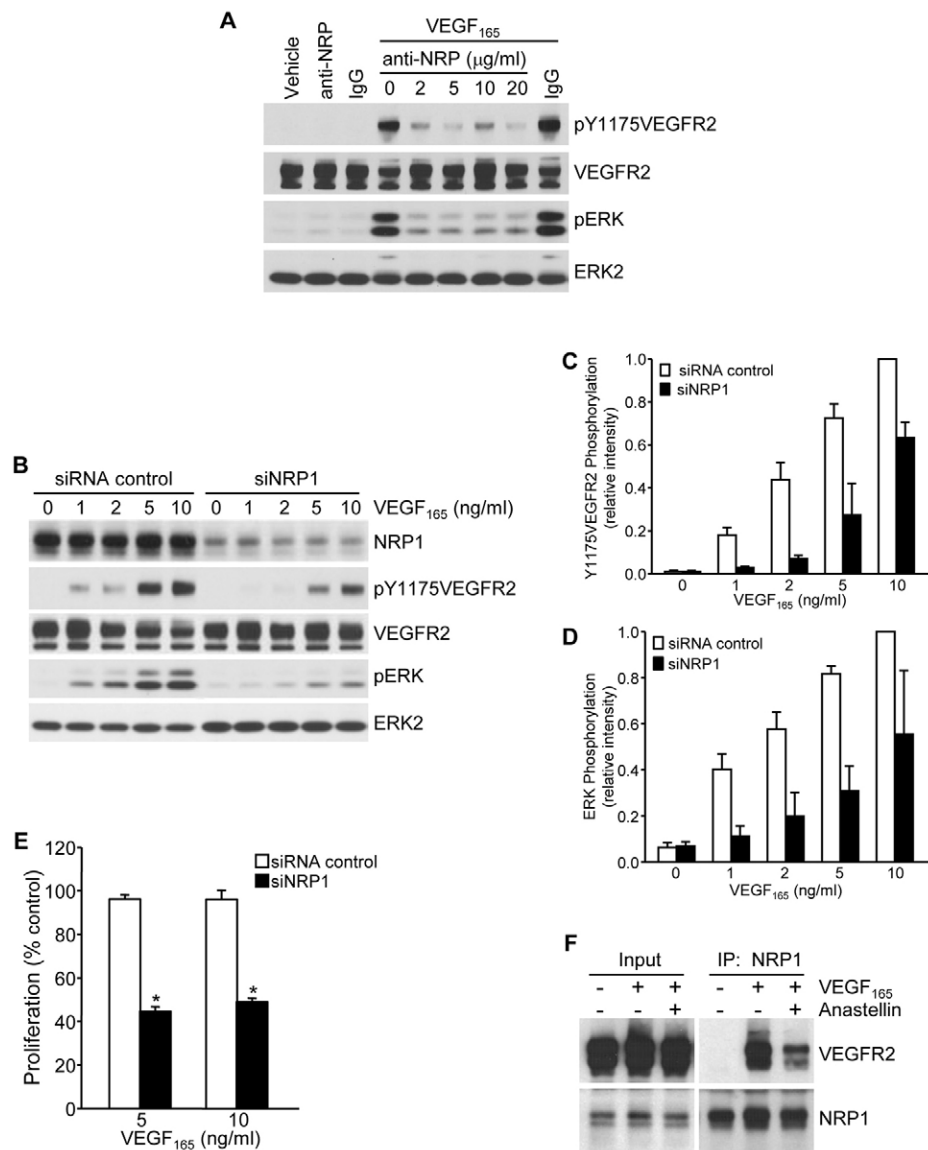 A
VEGF165
anti-NRP (µg/ml)
Vehicle
anti-NRP
IgG
0 2 5 10 20
IgG
pY1175VEGFR2
VEGFR2
pERK
ERK2
B
siRNA control siNRP1
0 1 2 5 10 0 1 2 5 10 VEGF165 (ng/ml)
NRP1
pY1175VEGFR2
VEGFR2
pERK
ERK2
C
Y1175VEGFR2 Phosphorylation
(relative intensity)
siRNA control
siNRP1
1.0
0.8
0.6
0.4
0.2
0.0
0 1 2 5 10
VEGF165 (ng/ml)
D
ERK Phosphorylation
(relative intensity)
siRNA control
siNRP1
1.0
0.8
0.6
0.4
0.2
0.0
0 1 2 5 10
VEGF165 (ng/ml)
E
Proliferation (% control)
siRNA control
siNRP1
120
100
80
60
40
20
0
* *
5 10
VEGF165 (ng/ml)
F
Input IP: NRP1
- + + - + + VEGF165
- - + - - + Anastellin
VEGFR2
NRP1